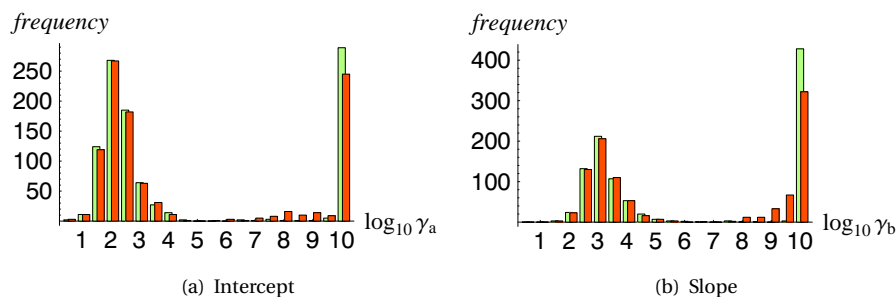 frequency
250
200
150
100
50
1 2 3 4 5 6 7 8 9 10
log₁₀ γₐ
(a) Intercept
frequency
400
300
200
100
1 2 3 4 5 6 7 8 9 10
log₁₀ γ_b
(b) Slope